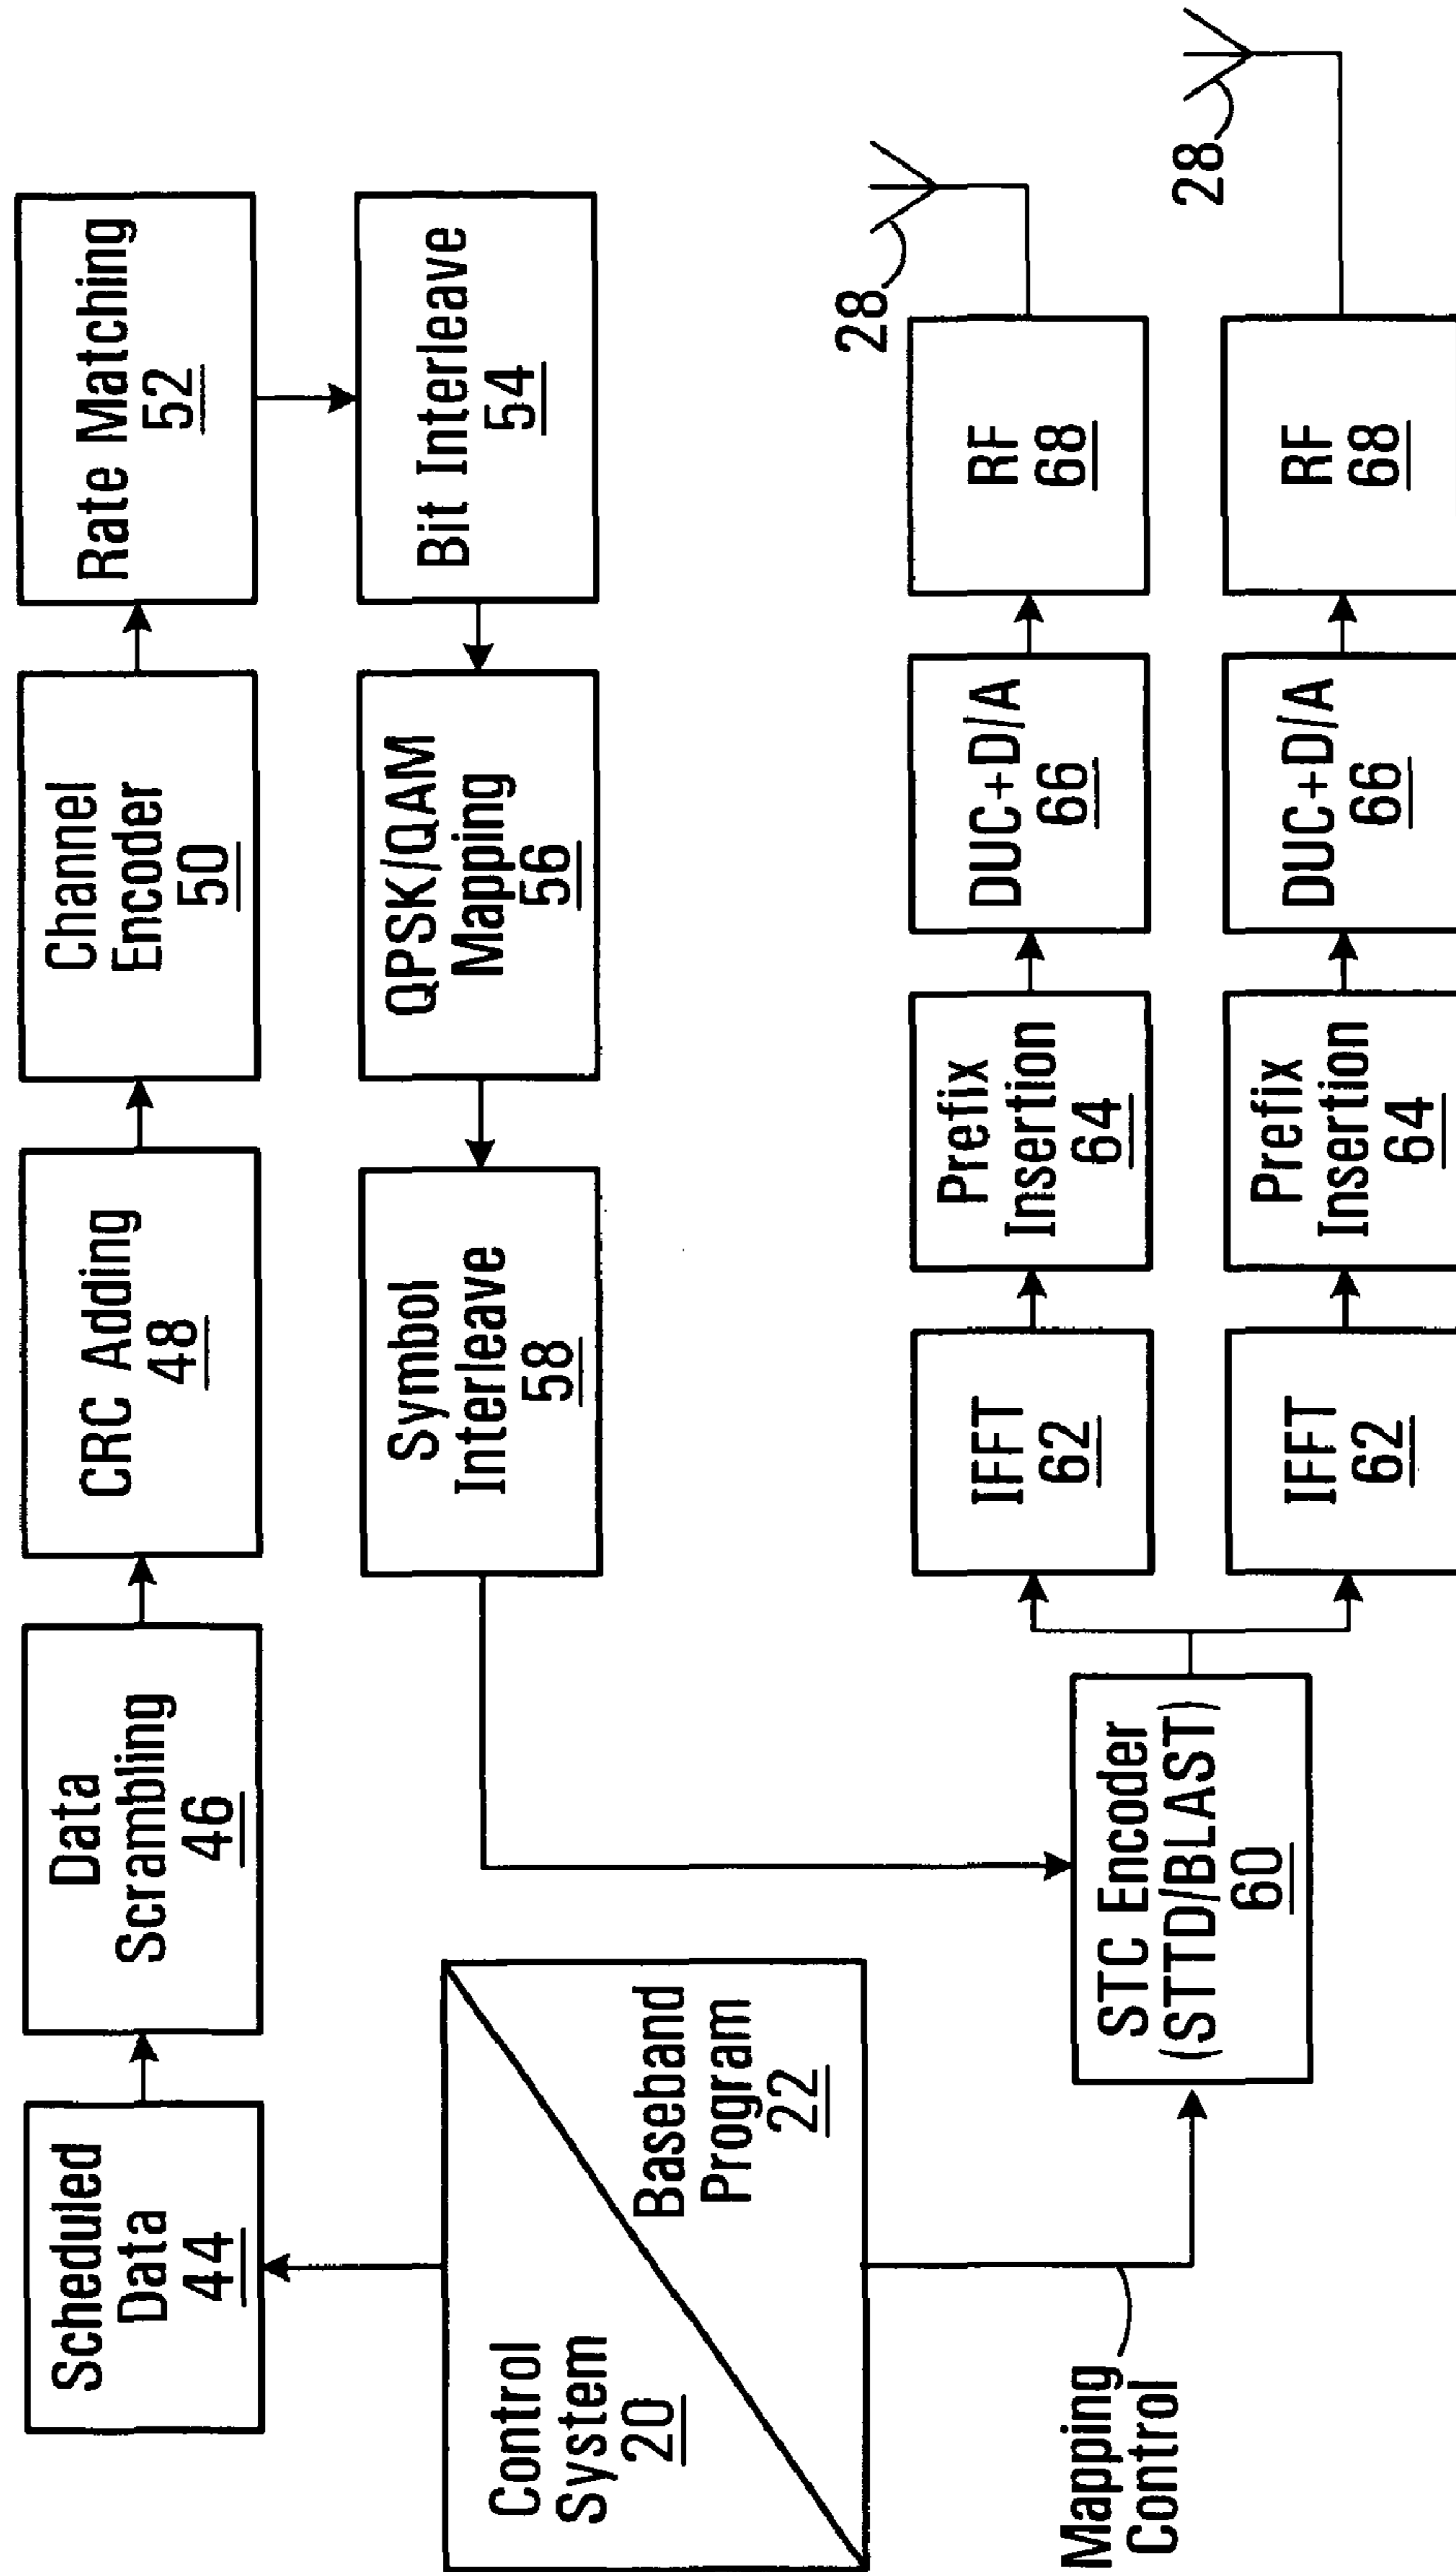 Scheduled
Data
44
Data
Scrambling
46
CRC Adding
48
Channel
Encoder
50
Rate Matching
52
Control
System
20
Baseband
Program
22
Symbol
Interleave
58
QPSK/QAM
Mapping
56
Bit Interleave
54
Mapping
Control
STC Encoder
(STTD/BLAST)
60
IFFT
62
Prefix
Insertion
64
DUC+D/A
66
RF
68
28
IFFT
62
Prefix
Insertion
64
DUC+D/A
66
RF
68
28